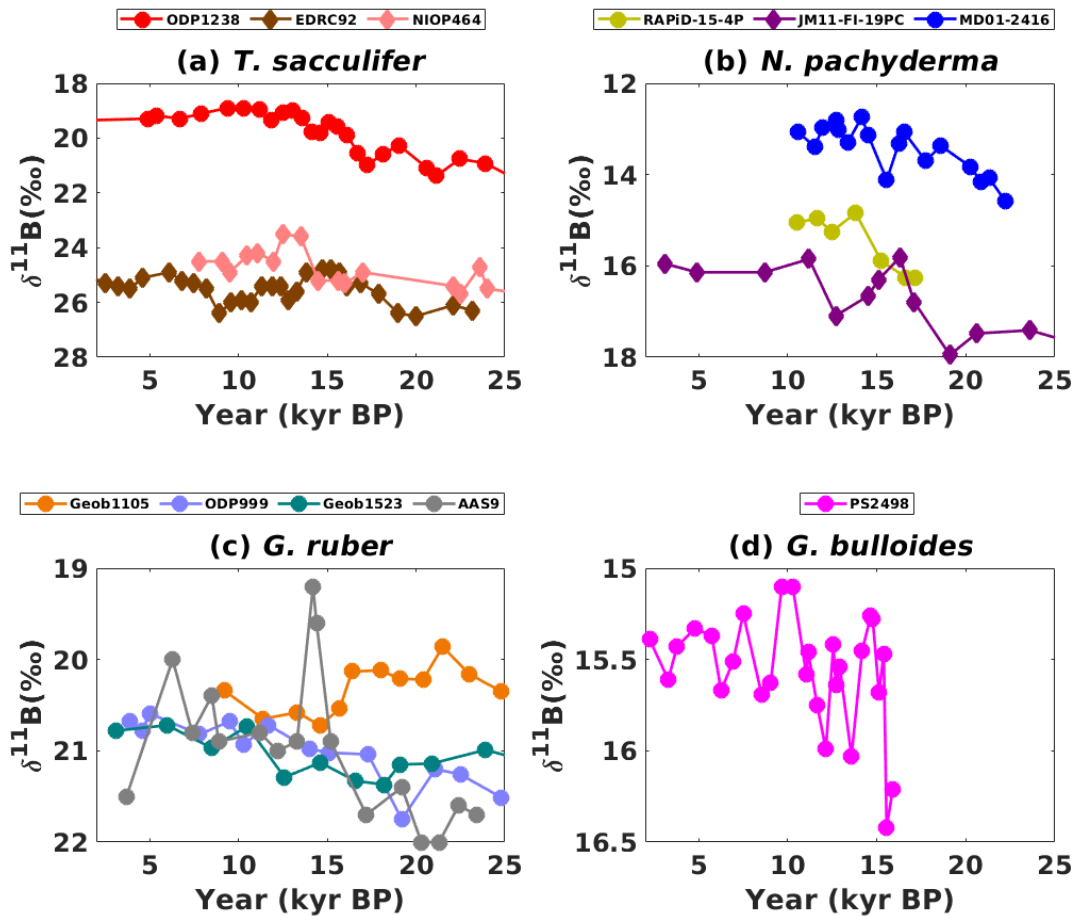 ODP1238 EDRC92 NIOP464
(a) T. sacculifer
18
20
22
24
26
28
δ¹¹B(‰)
5 10 15 20 25
Year (kyr BP)
RAPiD-15-4P JM11-FI-19PC MD01-2416
(b) N. pachyderma
12
14
16
18
δ¹¹B(‰)
5 10 15 20 25
Year (kyr BP)
Geob1105 ODP999 Geob1523 AAS9
(c) G. ruber
19
20
21
22
δ¹¹B(‰)
5 10 15 20 25
Year (kyr BP)
PS2498
(d) G. bulloides
15
15.5
16
16.5
δ¹¹B(‰)
5 10 15 20 25
Year (kyr BP)